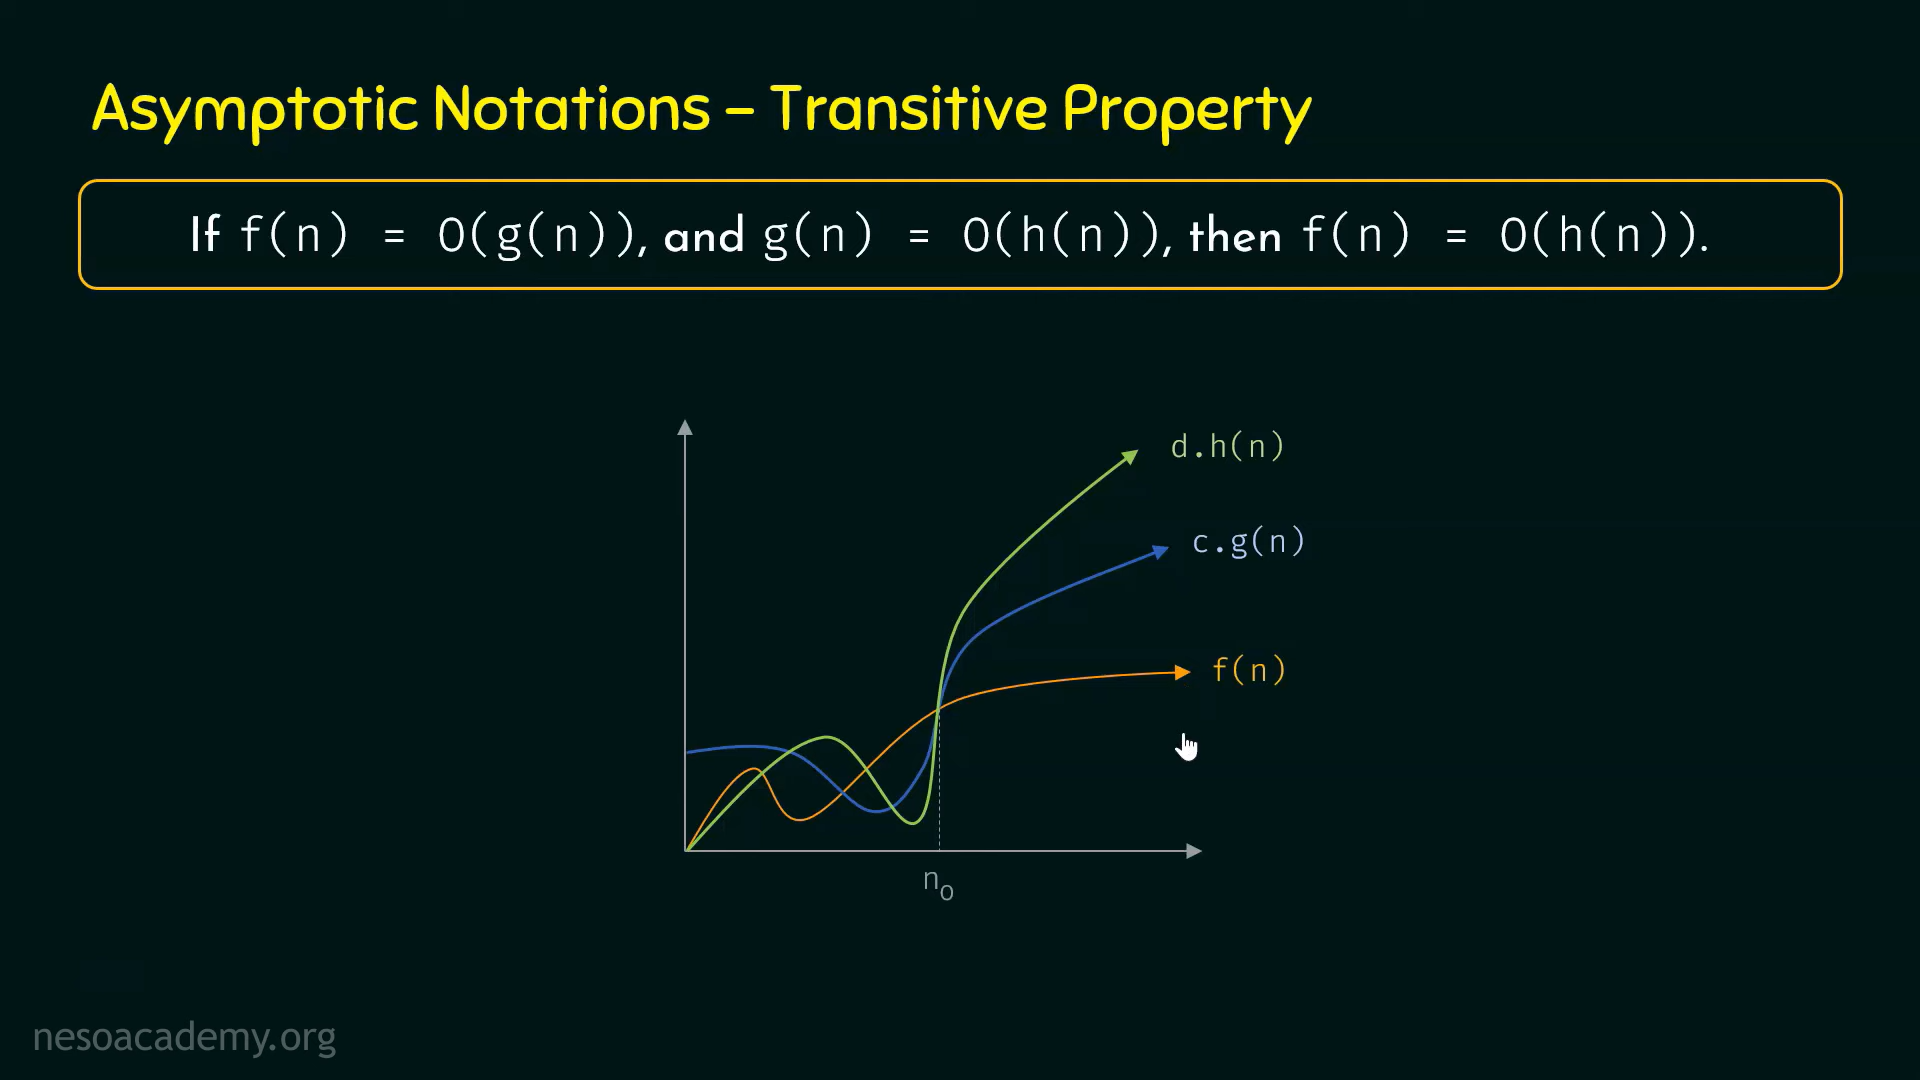 Asymptotic Notations – Transitive Property
If f(n) = O(g(n)), and g(n) = O(h(n)), then f(n) = O(h(n)).
d.h(n)
c.g(n)
f(n)
n₀
nesoacademy.org